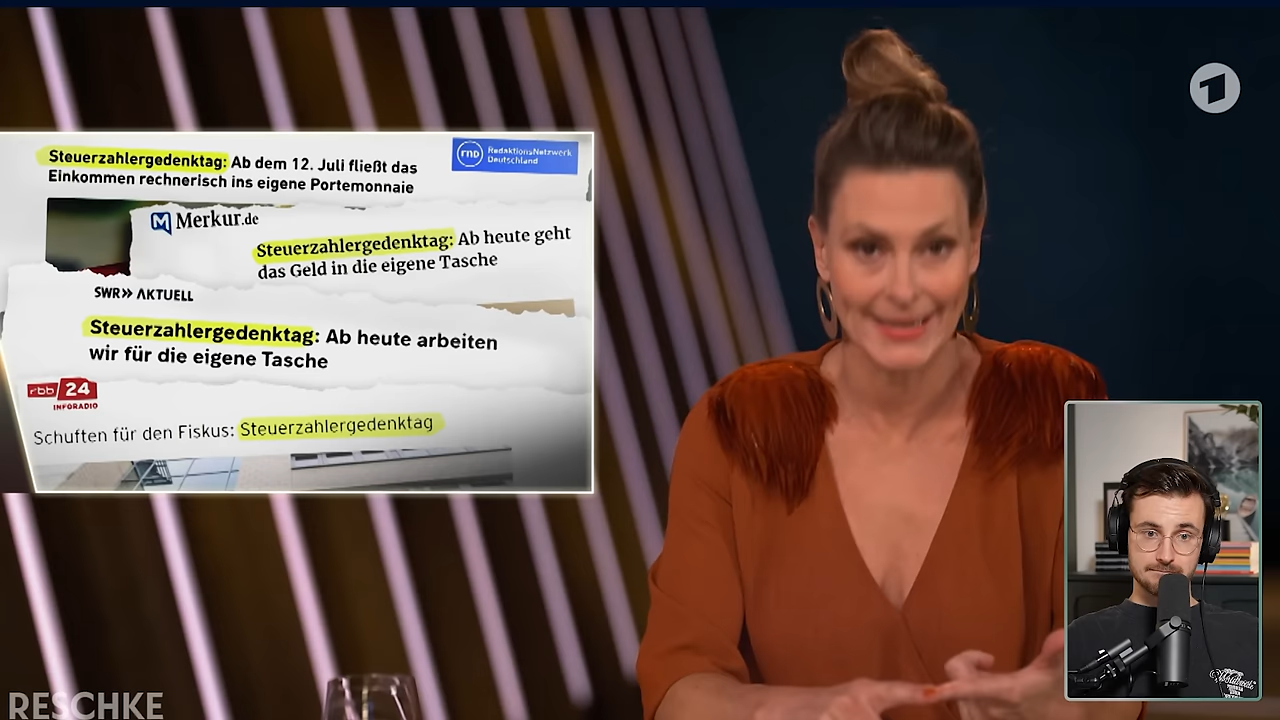 Steuerzahlergedenktag: Ab dem 12. Juli fließt das
Einkommen rechnerisch ins eigene Portemonnaie
rnd RedaktionsNetzwerk
Deutschland
Merkur.de
Steuerzahlergedenktag: Ab heute geht
das Geld in die eigene Tasche
SWR» AKTUELL
Steuerzahlergedenktag: Ab heute arbeiten
wir für die eigene Tasche
rbb 24
INFORADIO
Schuften für den Fiskus: Steuerzahlergedenktag
RESCHKE